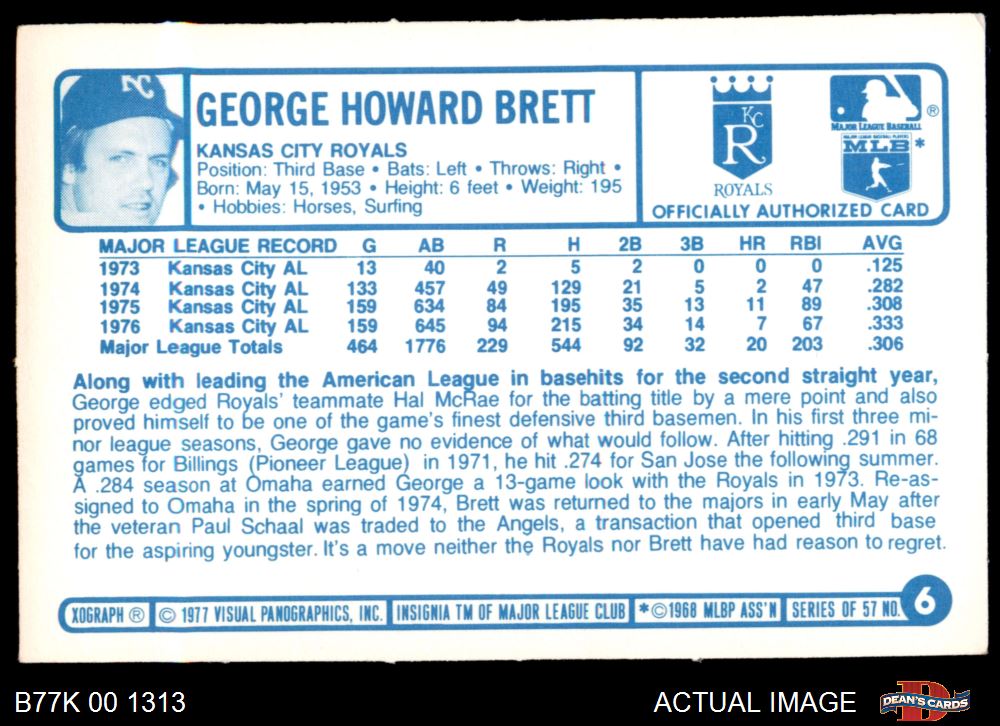 RC
GEORGE HOWARD BRETT
KANSAS CITY ROYALS
Position: Third Base • Bats: Left • Throws: Right •
Born: May 15, 1953 • Height: 6 feet • Weight: 195
• Hobbies: Horses, Surfing
KC
R
ROYALS
®
MAJOR LEAGUE BASEBALL
MAJOR LEAGUE BASEBALL PLAYERS
MLB *
OFFICIALLY AUTHORIZED CARD
MAJOR LEAGUE RECORD G AB R H 2B 3B HR RBI AVG
1973 Kansas City AL 13 40 2 5 2 0 0 0 .125
1974 Kansas City AL 133 457 49 129 21 5 2 47 .282
1975 Kansas City AL 159 634 84 195 35 13 11 89 .308
1976 Kansas City AL 159 645 94 215 34 14 7 67 .333
Major League Totals 464 1776 229 544 92 32 20 203 .306
Along with leading the American League in basehits for the second straight year,
George edged Royals' teammate Hal McRae for the batting title by a mere point and also
proved himself to be one of the game's finest defensive third basemen. In his first three mi-
nor league seasons, George gave no evidence of what would follow. After hitting .291 in 68
games for Billings (Pioneer League) in 1971, he hit .274 for San Jose the following summer.
A .284 season at Omaha earned George a 13-game look with the Royals in 1973. Re-as-
signed to Omaha in the spring of 1974, Brett was returned to the majors in early May after
the veteran Paul Schaal was traded to the Angels, a transaction that opened third base
for the aspiring youngster. It's a move neither the Royals nor Brett have had reason to regret.
XOGRAPH ® © 1977 VISUAL PANOGRAPHICS, INC. INSIGNIA TM OF MAJOR LEAGUE CLUB *©1968 MLBP ASS'N SERIES OF 57 NO. 6
B77K 00 1313 ACTUAL IMAGE DEAN'S CARDS